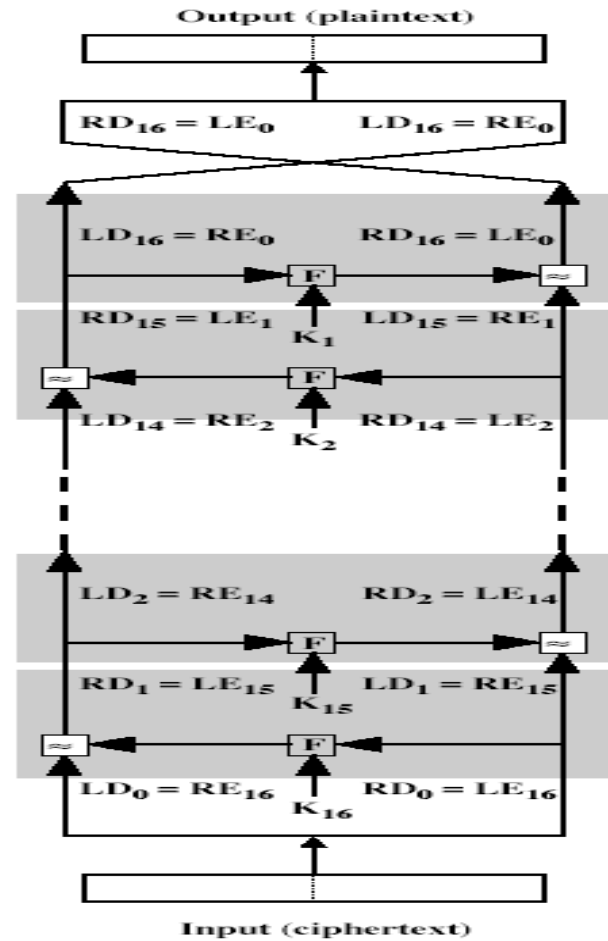 Output (plaintext)
RD₁₆ = LE₀ LD₁₆ = RE₀
LD₁₆ = RE₀ RD₁₆ = LE₀
F ≈
RD₁₅ = LE₁ LD₁₅ = RE₁
K₁
≈ F
LD₁₄ = RE₂ RD₁₄ = LE₂
K₂
LD₂ = RE₁₄ RD₂ = LE₁₄
F ≈
RD₁ = LE₁₅ LD₁ = RE₁₅
K₁₅
≈ F
LD₀ = RE₁₆ RD₀ = LE₁₆
K₁₆
Input (ciphertext)